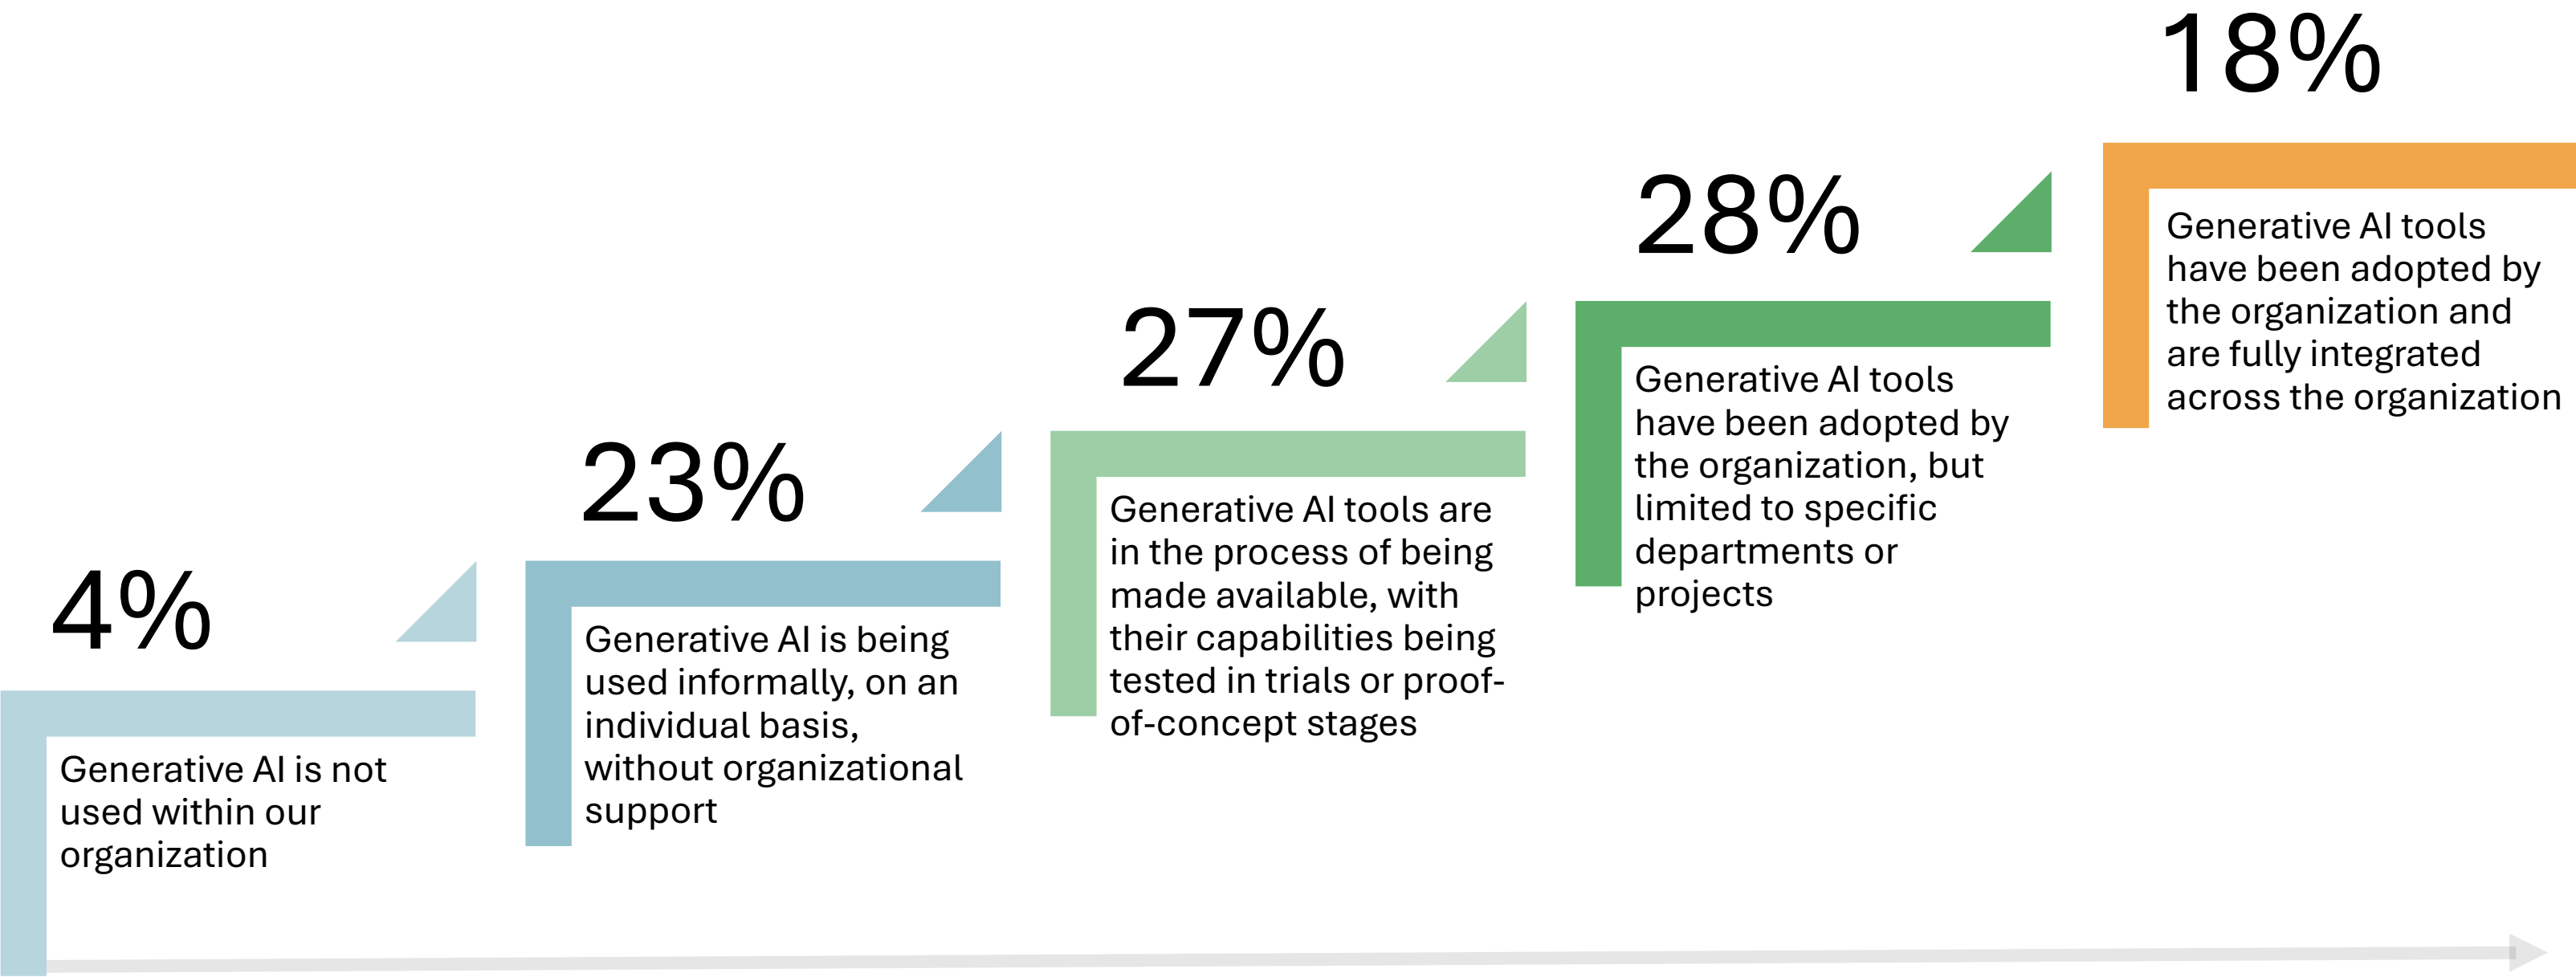 4%
Generative AI is not
used within our
organization
23%
Generative AI is being
used informally, on an
individual basis,
without organizational
support
27%
Generative AI tools are
in the process of being
made available, with
their capabilities being
tested in trials or proof-
of-concept stages
28%
Generative AI tools
have been adopted by
the organization, but
limited to specific
departments or
projects
18%
Generative AI tools
have been adopted by
the organization and
are fully integrated
across the organization